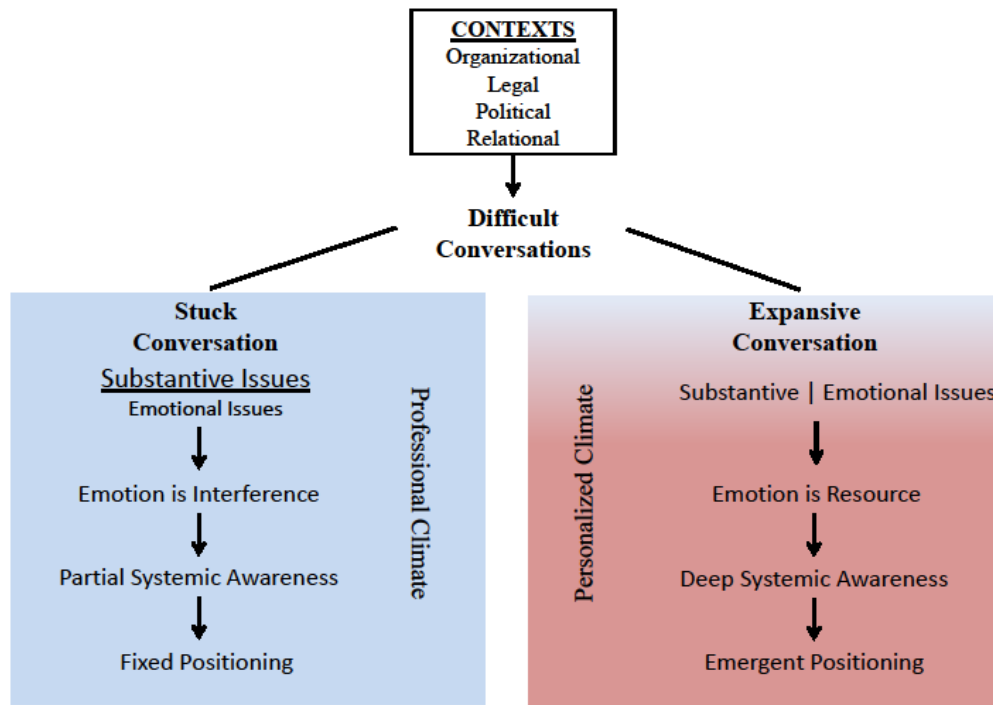 CONTEXTS
Organizational
Legal
Political
Relational
Difficult
Conversations
Stuck
Conversation
Substantive Issues
Emotional Issues
Emotion is Interference
Partial Systemic Awareness
Fixed Positioning
Professional Climate
Personalized Climate
Expansive
Conversation
Substantive | Emotional Issues
Emotion is Resource
Deep Systemic Awareness
Emergent Positioning